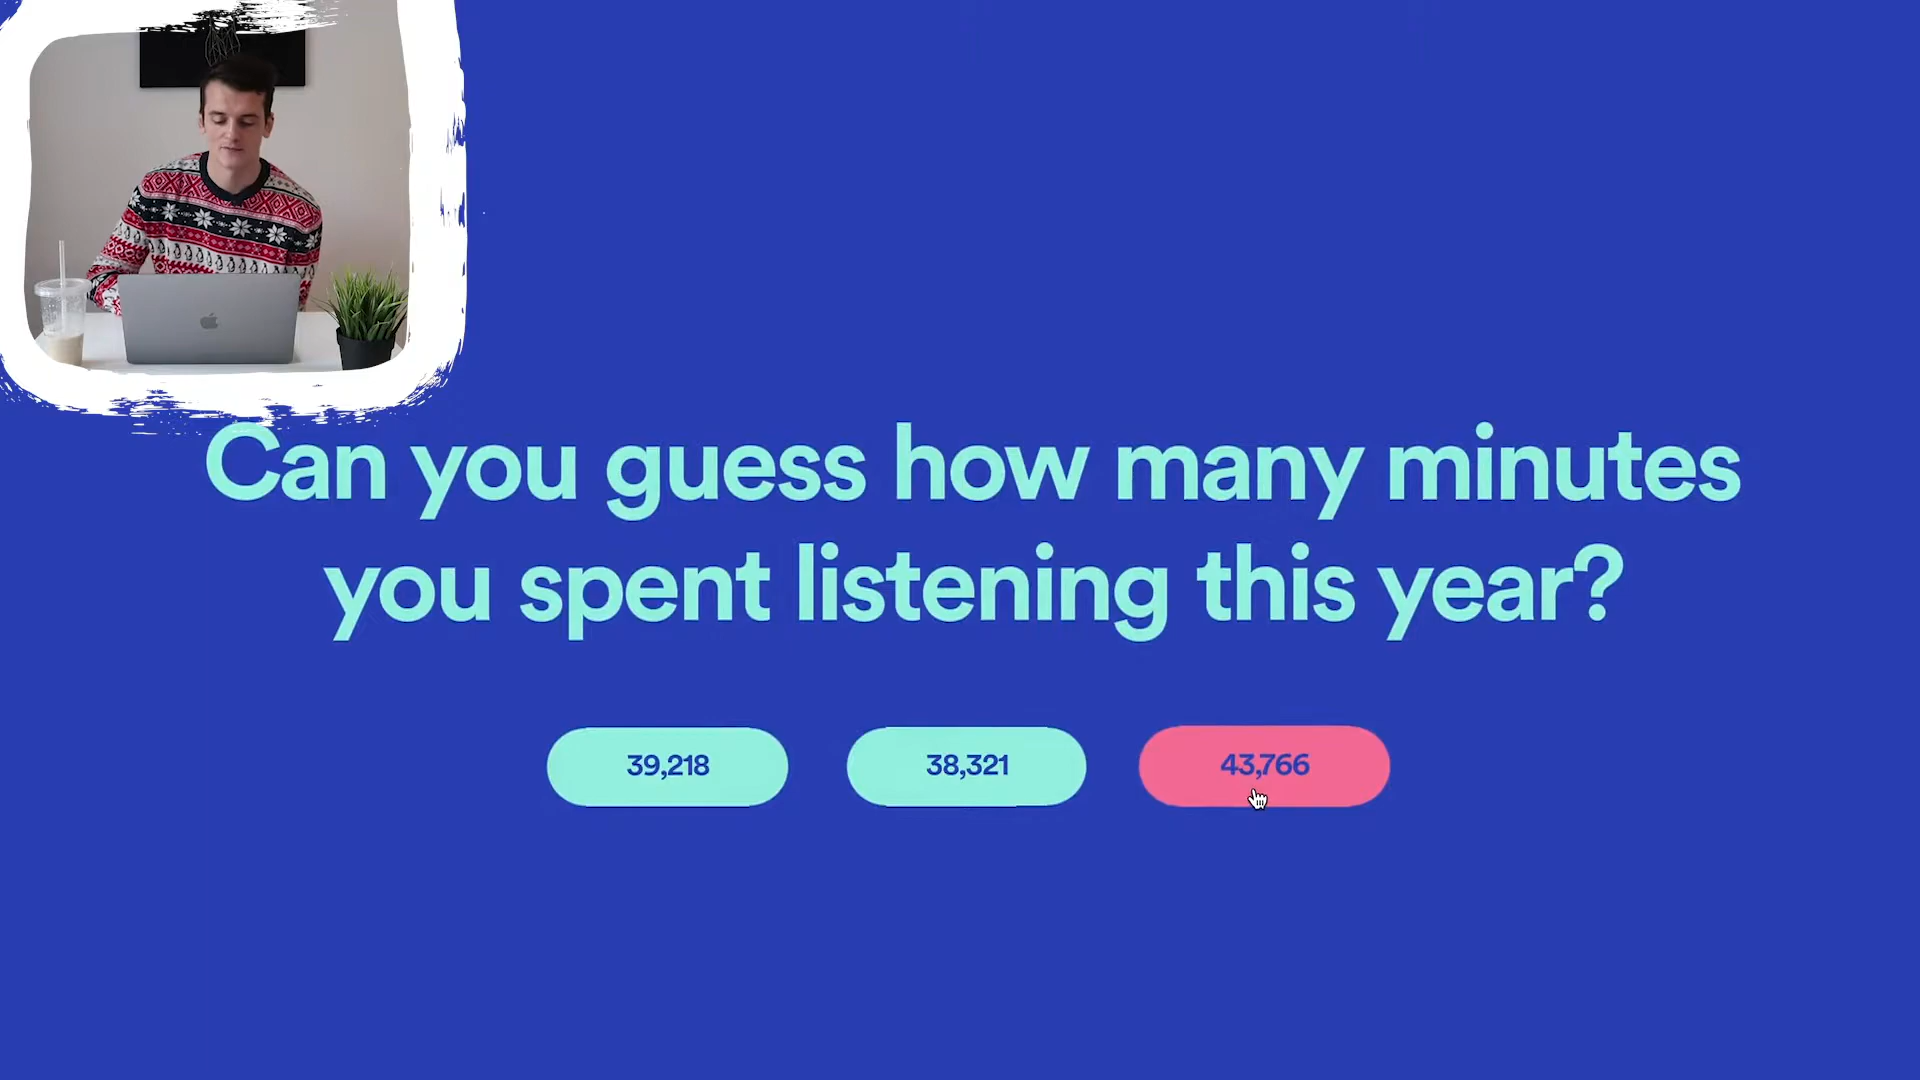 Can you guess how many minutes
you spent listening this year?
39,218
38,321
43,766